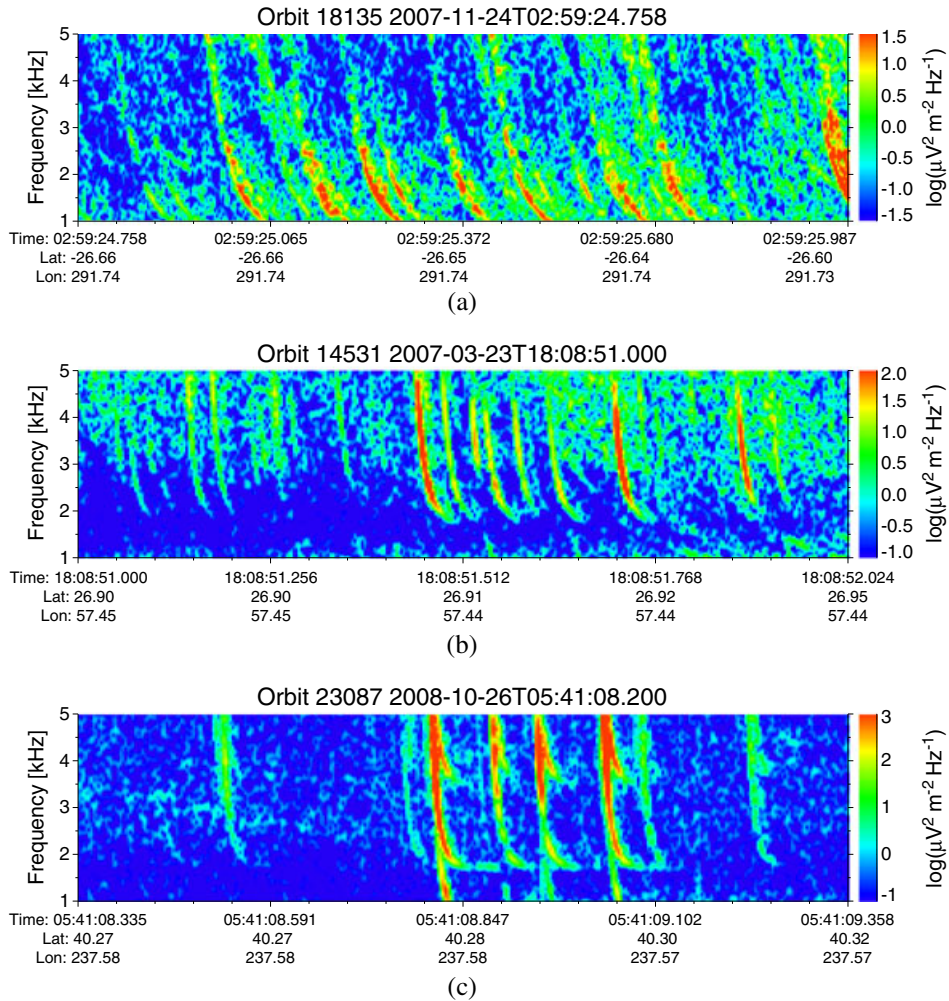 Orbit 18135 2007-11-24T02:59:24.758
Frequency [kHz]
5
4
3
2
1
1.5
1.0
0.5
0.0
-0.5
-1.0
-1.5
log(μV² m⁻² Hz⁻¹)
Time: 02:59:24.758 02:59:25.065 02:59:25.372 02:59:25.680 02:59:25.987
Lat: -26.66 -26.66 -26.65 -26.64 -26.60
Lon: 291.74 291.74 291.74 291.74 291.73
(a)
Orbit 14531 2007-03-23T18:08:51.000
Frequency [kHz]
5
4
3
2
1
2.0
1.5
1.0
0.5
0.0
-0.5
-1.0
log(μV² m⁻² Hz⁻¹)
Time: 18:08:51.000 18:08:51.256 18:08:51.512 18:08:51.768 18:08:52.024
Lat: 26.90 26.90 26.91 26.92 26.95
Lon: 57.45 57.45 57.44 57.44 57.44
(b)
Orbit 23087 2008-10-26T05:41:08.200
Frequency [kHz]
5
4
3
2
1
3
2
1
0
-1
log(μV² m⁻² Hz⁻¹)
Time: 05:41:08.335 05:41:08.591 05:41:08.847 05:41:09.102 05:41:09.358
Lat: 40.27 40.27 40.28 40.30 40.32
Lon: 237.58 237.58 237.58 237.57 237.57
(c)